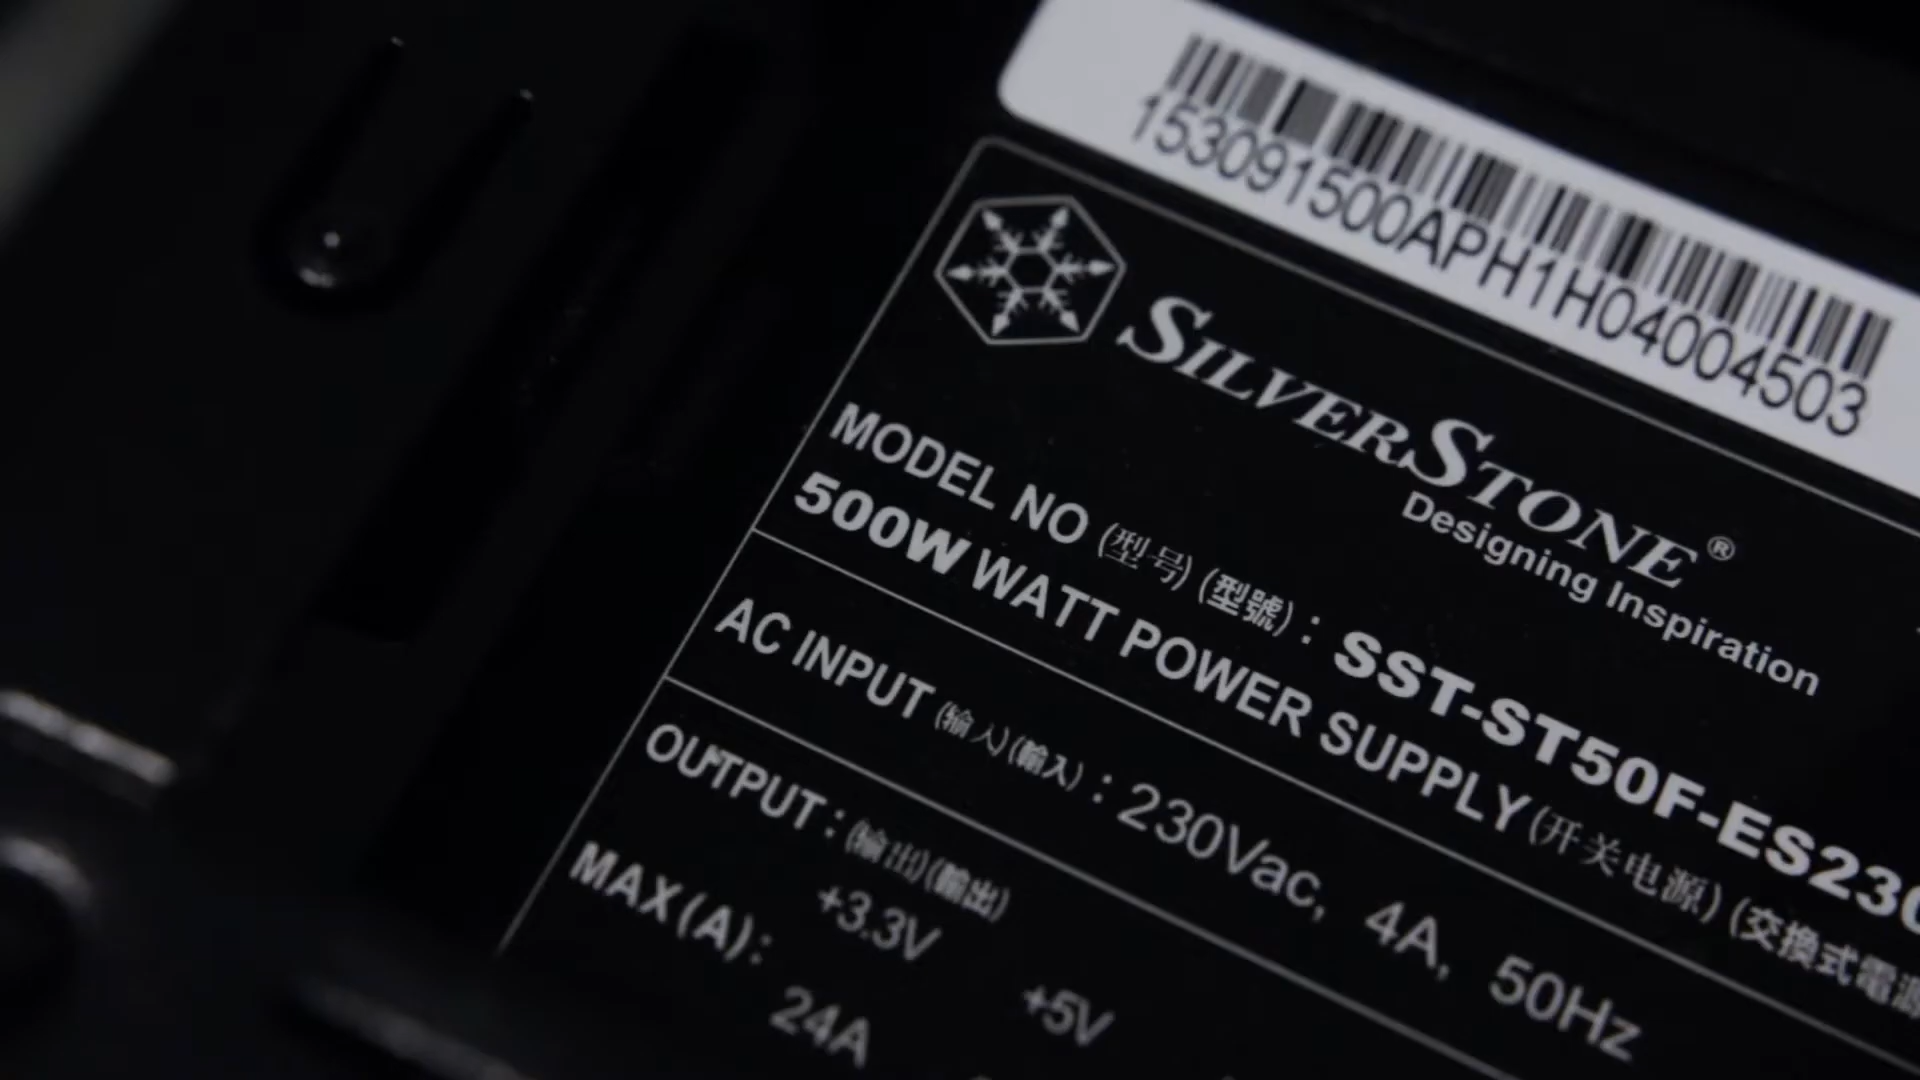 153091500APH1H04004503
SILVERSTONE®
Designing Inspiration
MODEL NO (型号) (型號) : SST-ST50F-ES230
500W WATT POWER SUPPLY (开关电源) (交換式電源
AC INPUT (输入) (輸入) : 230Vac, 4A, 50Hz
OUTPUT : (输出) (輸出)
+3.3V +5V
MAX(A):
24A